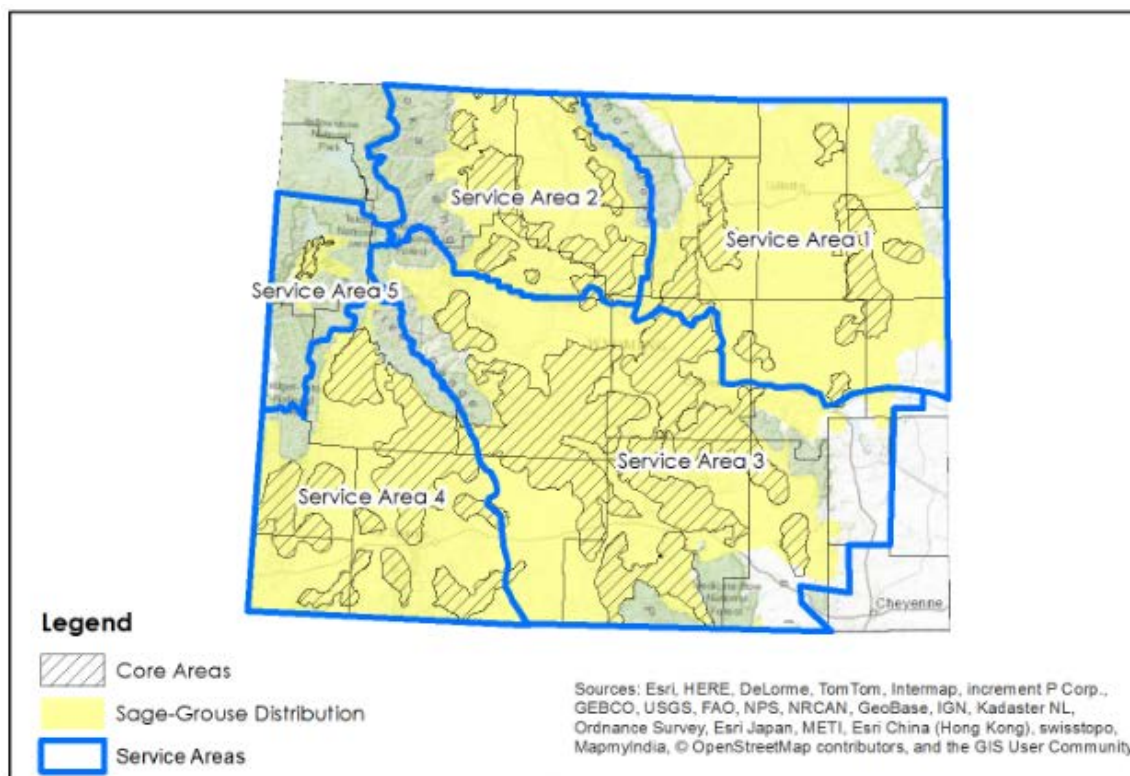 Service Area 2
Service Area 1
Service Area 5
Service Area 3
Service Area 4
Cheyenne
Legend
Core Areas
Sage-Grouse Distribution
Service Areas
Sources: Esri, HERE, DeLorme, TomTom, Intermap, increment P Corp.,
GEBCO, USGS, FAO, NPS, NRCAN, GeoBase, IGN, Kadaster NL,
Ordnance Survey, Esri Japan, METI, Esri China (Hong Kong), swisstopo,
MapmyIndia, © OpenStreetMap contributors, and the GIS User Community